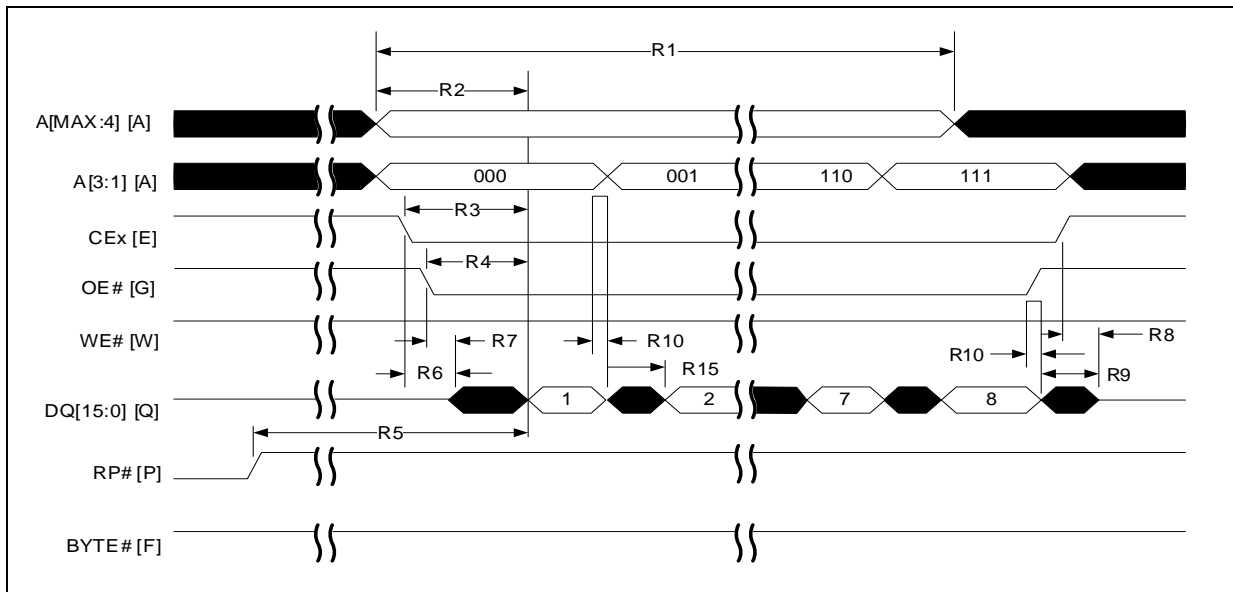 R1
R2
A[MAX:4] [A]
A[3:1] [A] 000 001 110 111
R3
CEx [E]
R4
OE# [G]
WE# [W]
R7 R10 R8
R6 R15 R10 R9
DQ[15:0] [Q] 1 2 7 8
R5
RP# [P]
BYTE# [F]